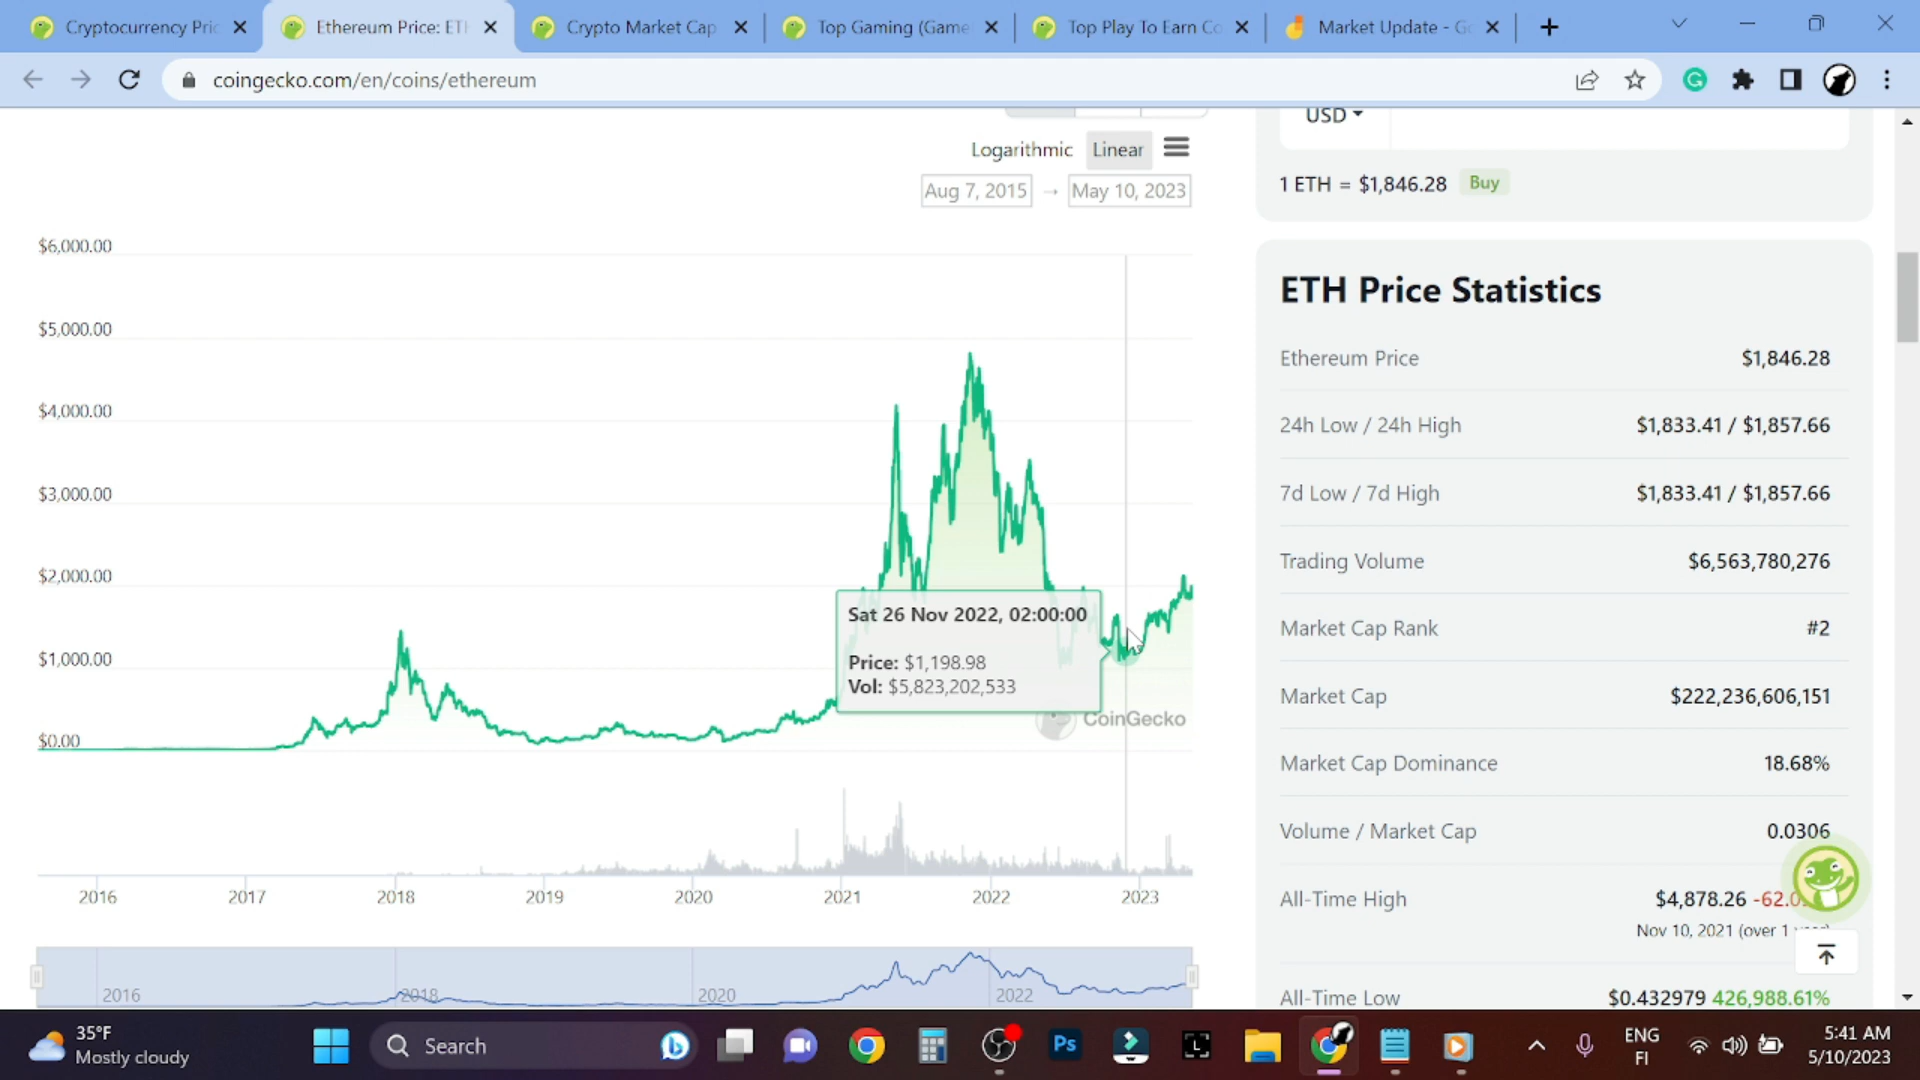 Cryptocurrency Pric
Ethereum Price: ETH
Crypto Market Cap
Top Gaming (Game
Top Play To Earn Co
Market Update - Go
coingecko.com/en/coins/ethereum
Logarithmic
Linear
Aug 7, 2015 → May 10, 2023
$6,000.00
$5,000.00
$4,000.00
$3,000.00
$2,000.00
$1,000.00
$0.00
Sat 26 Nov 2022, 02:00:00
Price: $1,198.98
Vol: $5,823,202,533
CoinGecko
2016
2017
2018
2019
2020
2021
2022
2023
2016
2018
2020
2022
USD
1 ETH = $1,846.28
Buy
ETH Price Statistics
Ethereum Price $1,846.28
24h Low / 24h High $1,833.41 / $1,857.66
7d Low / 7d High $1,833.41 / $1,857.66
Trading Volume $6,563,780,276
Market Cap Rank #2
Market Cap $222,236,606,151
Market Cap Dominance 18.68%
Volume / Market Cap 0.0306
All-Time High $4,878.26 -62.0
Nov 10, 2021 (over 1
All-Time Low $0.432979 426,988.61%
35°F
Mostly cloudy
Search
Ps
L
ENG
FI
5:41 AM
5/10/2023